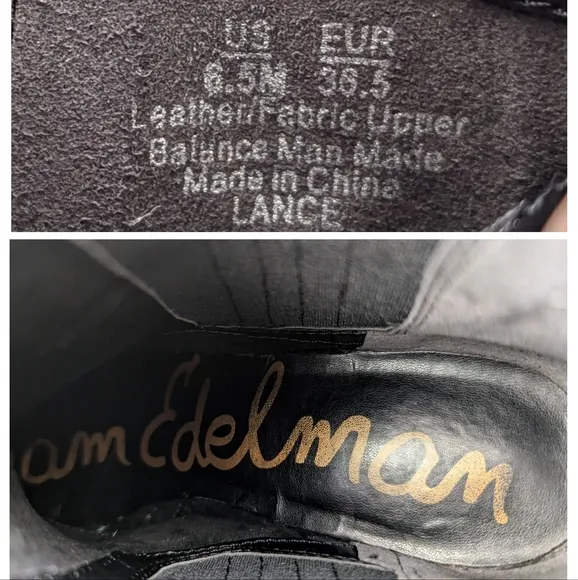 US EUR
6.5M 36.5
Leather/Fabric Upper
Balance Man Made
Made in China
LANCE
am Edelman